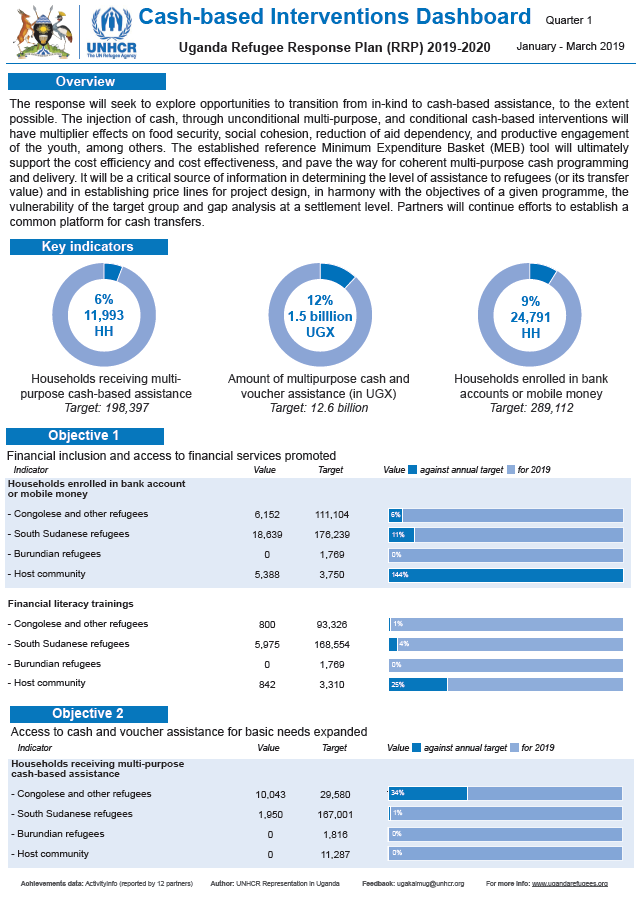 Cash-based Interventions Dashboard
Quarter 1
UNHCR
The UN Refugee Agency
Uganda Refugee Response Plan (RRP) 2019-2020
January - March 2019
Overview
The response will seek to explore opportunities to transition from in-kind to cash-based assistance, to the extent
possible. The injection of cash, through unconditional multi-purpose, and conditional cash-based interventions will
have multiplier effects on food security, social cohesion, reduction of aid dependency, and productive engagement
of the youth, among others. The established reference Minimum Expenditure Basket (MEB) tool will ultimately
support the cost efficiency and cost effectiveness, and pave the way for coherent multi-purpose cash programming
and delivery. It will be a critical source of information in determining the level of assistance to refugees (or its transfer
value) and in establishing price lines for project design, in harmony with the objectives of a given programme, the
vulnerability of the target group and gap analysis at a settlement level. Partners will continue efforts to establish a
common platform for cash transfers.
Key indicators
6%
11,993
HH
Households receiving multi-
purpose cash-based assistance
Target: 198,397
12%
1.5 billlion
UGX
Amount of multipurpose cash and
voucher assistance (in UGX)
Target: 12.6 billion
9%
24,791
HH
Households enrolled in bank
accounts or mobile money
Target: 289,112
Objective 1
Financial inclusion and access to financial services promoted
Indicator Value Target Value against annual target for 2019
Households enrolled in bank account
or mobile money
- Congolese and other refugees 6,152 111,104 6%
- South Sudanese refugees 18,639 176,239 11%
- Burundian refugees 0 1,769 0%
- Host community 5,388 3,750 144%
Financial literacy trainings
- Congolese and other refugees 800 93,326 1%
- South Sudanese refugees 5,975 168,554 4%
- Burundian refugees 0 1,769 0%
- Host community 842 3,310 25%
Objective 2
Access to cash and voucher assistance for basic needs expanded
Indicator Value Target Value against annual target for 2019
Households receiving multi-purpose
cash-based assistance
- Congolese and other refugees 10,043 29,580 34%
- South Sudanese refugees 1,950 167,001 1%
- Burundian refugees 0 1,816 0%
- Host community 0 11,287 0%
Achievements data: ActivityInfo (reported by 12 partners) Author: UNHCR Representation in Uganda Feedback: ugakaimug@unhcr.org For more info: www.ugandarefugees.org